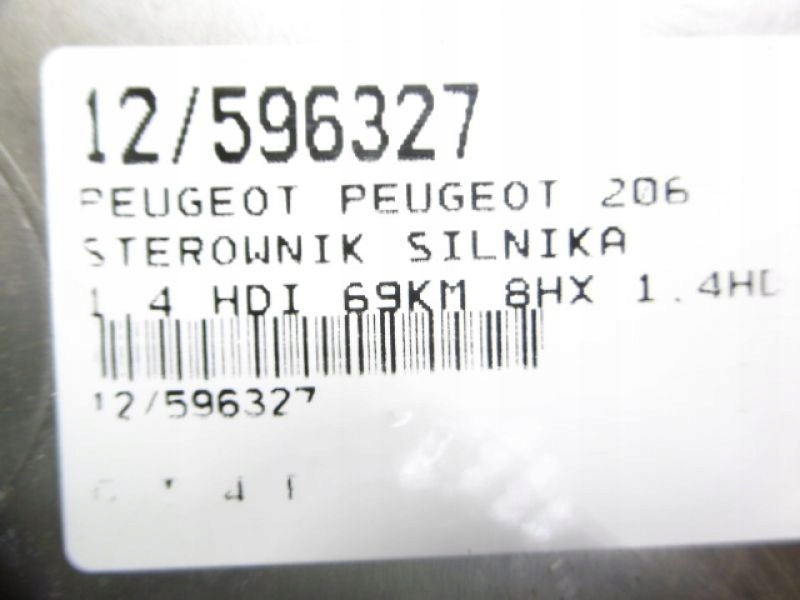 12/596327
PEUGEOT PEUGEOT 206
STEROWNIK SILNIKA
1.4 HDI 69KM 8HX 1.4HD
12/596327